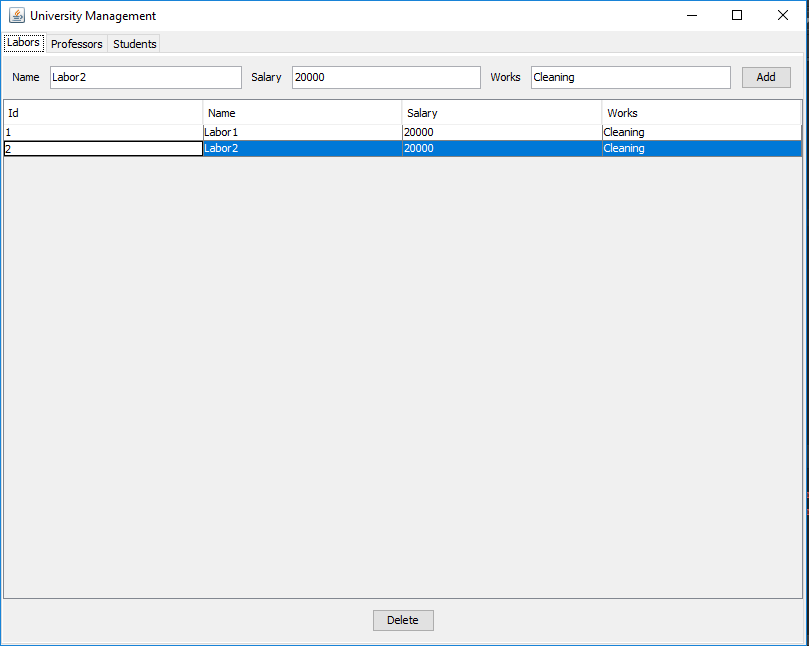 University Management
Labors Professors Students
Name Labor2 Salary 20000 Works Cleaning Add
Id Name Salary Works
1 Labor1 20000 Cleaning
2 Labor2 20000 Cleaning
Delete